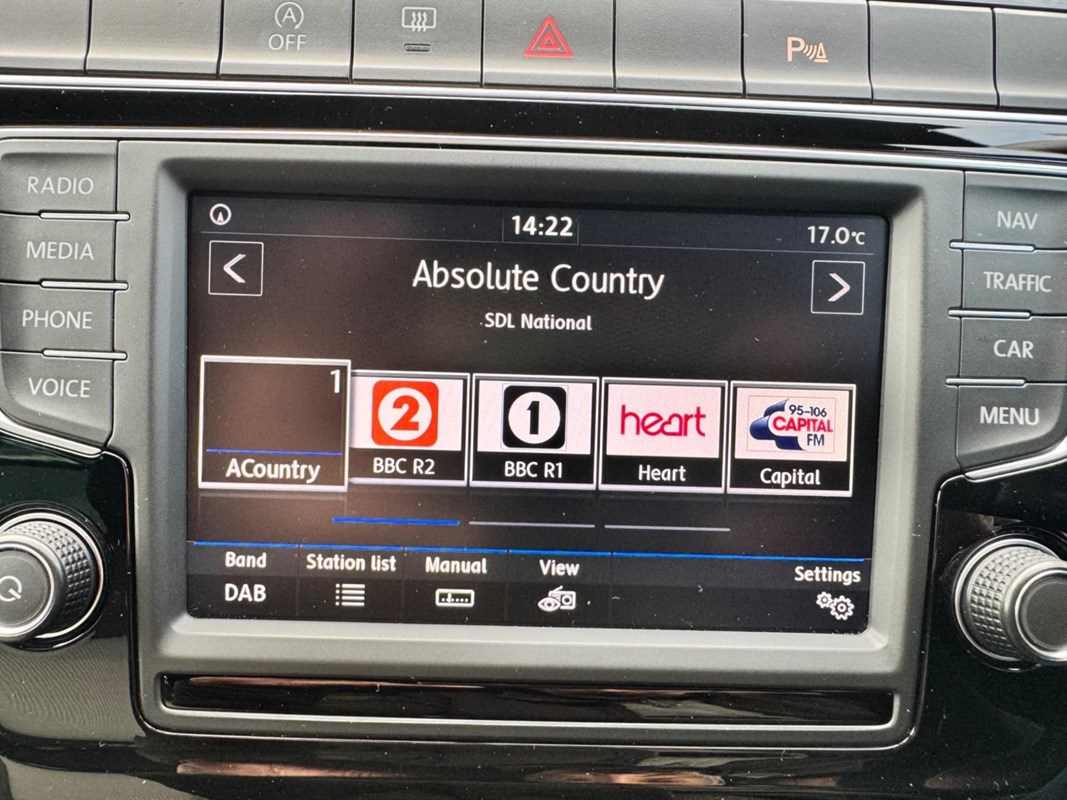 A
OFF
P
RADIO
MEDIA
PHONE
VOICE
NAV
TRAFFIC
CAR
MENU
14:22
17.0°C
Absolute Country
SDL National
1
ACountry
2
BBC R2
1
BBC R1
heart
Heart
95-106
CAPITAL
FM
Capital
Band
DAB
Station list
Manual
View
Settings